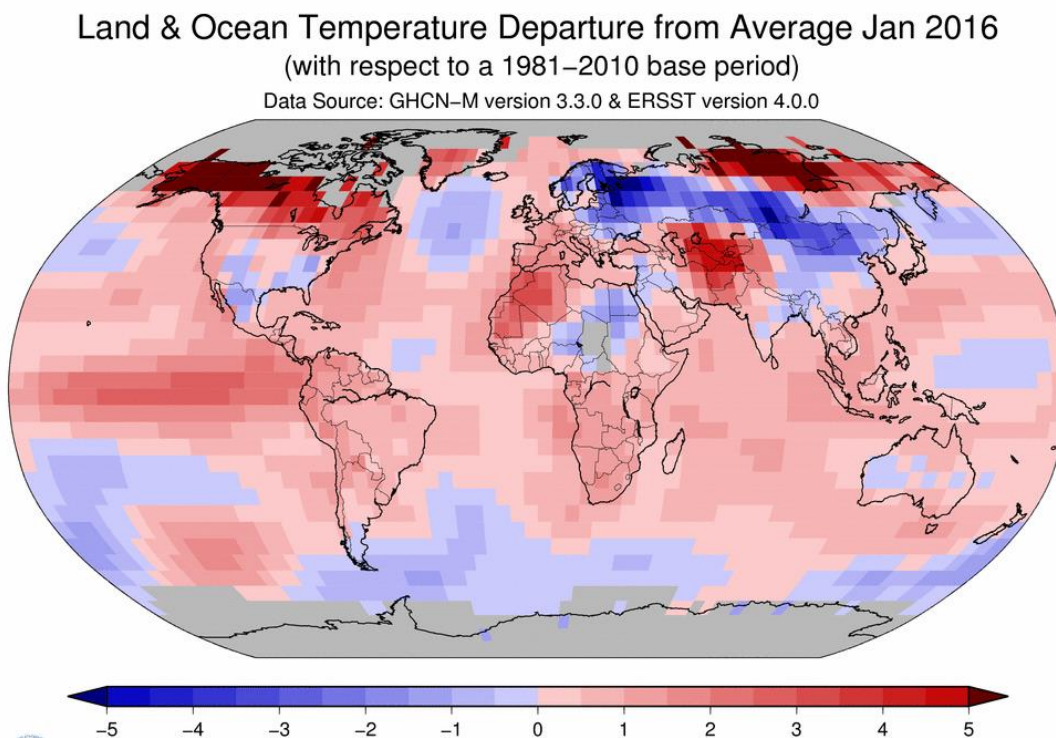 Land & Ocean Temperature Departure from Average Jan 2016
(with respect to a 1981−2010 base period)
Data Source: GHCN−M version 3.3.0 & ERSST version 4.0.0
−5 −4 −3 −2 −1 0 1 2 3 4 5